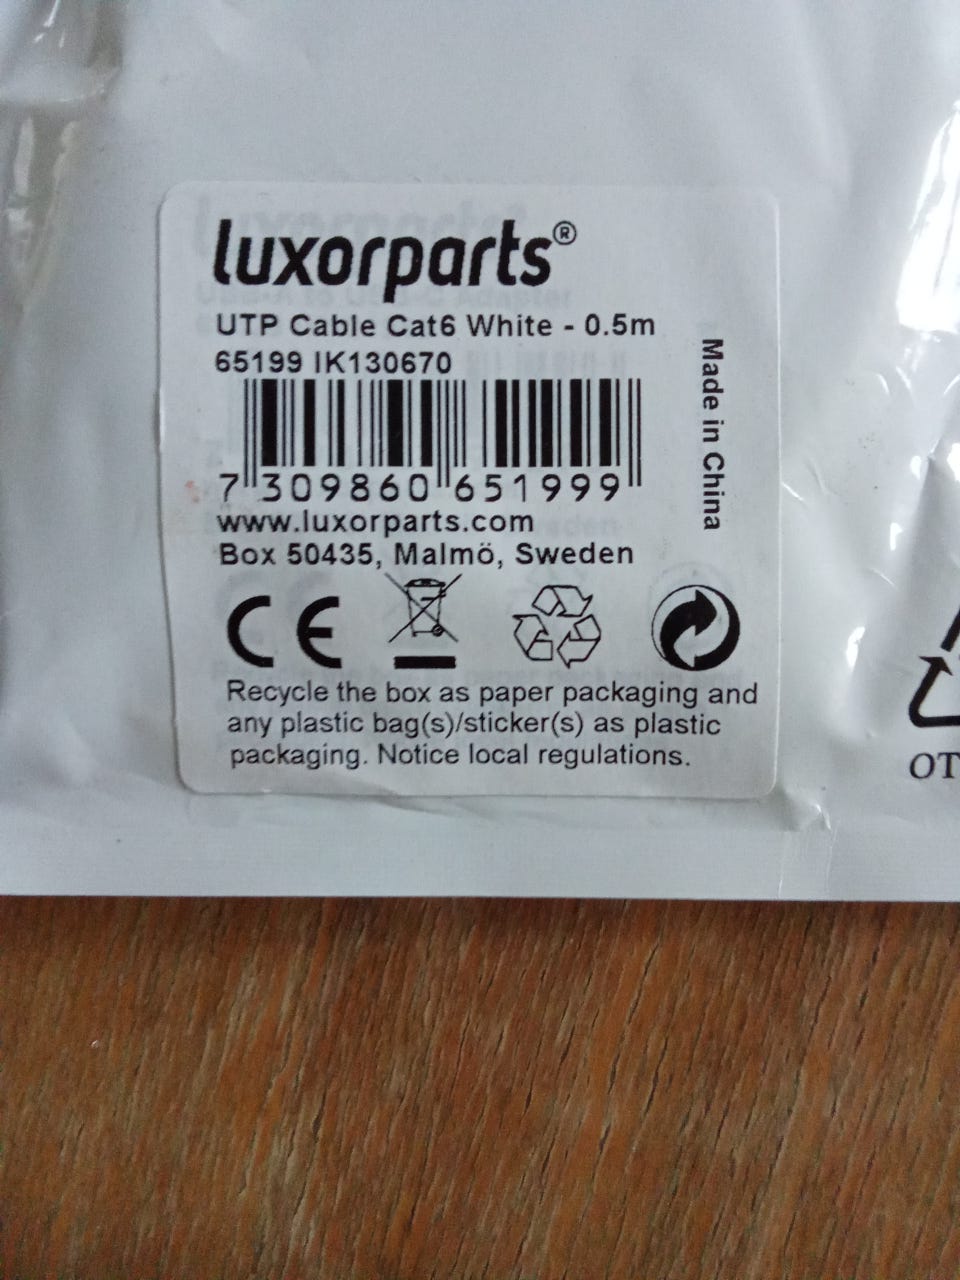 luxorparts®
UTP Cable Cat6 White - 0.5m
65199 IK130670
Made in China
7 309860 651999
www.luxorparts.com
Box 50435, Malmö, Sweden
CE
Recycle the box as paper packaging and
any plastic bag(s)/sticker(s) as plastic
packaging. Notice local regulations.